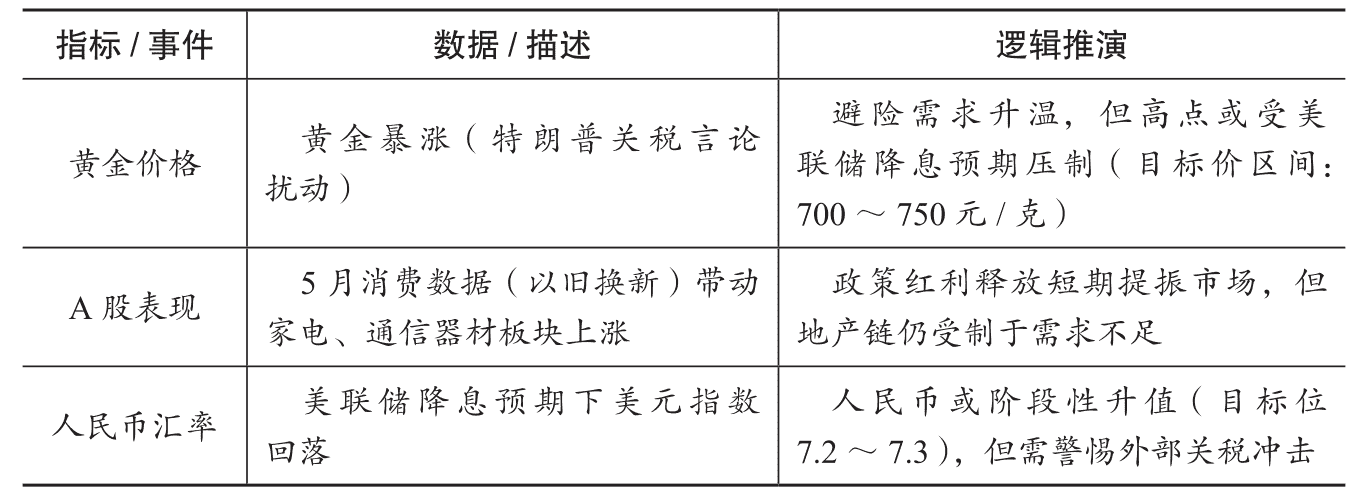 指标 / 事件
数据 / 描述
逻辑推演
黄金价格
黄金暴涨（特朗普关税言论
扰动）
避险需求升温，但高点或受美
联储降息预期压制（目标价区间：
700 ～ 750 元 / 克）
A 股表现
5 月消费数据（以旧换新）带动
家电、通信器材板块上涨
政策红利释放短期提振市场，但
地产链仍受制于需求不足
人民币汇率
美联储降息预期下美元指数
回落
人民币或阶段性升值（目标位
7.2 ～ 7.3），但需警惕外部关税冲击